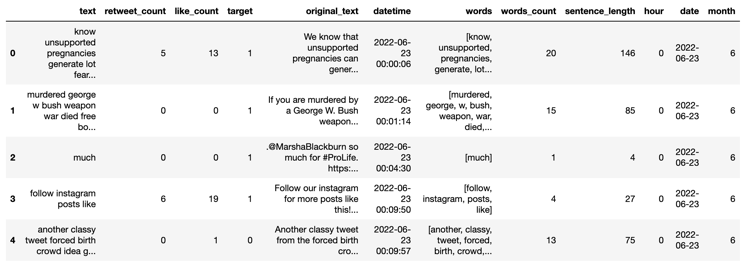 text retweet_count like_count target original_text datetime words words_count sentence_length hour date month
0 know unsupported pregnancies generate lot fear... 5 13 1 We know that unsupported pregnancies can gener... 2022-06-23 00:00:06 [know, unsupported, pregnancies, generate, lot... 20 146 0 2022-06-23 6
1 murdered george w bush weapon war died free bo... 0 0 1 If you are murdered by a George W. Bush weapon... 2022-06-23 00:01:14 [murdered, george, w, bush, weapon, war, died,... 15 85 0 2022-06-23 6
2 much 0 0 1 .@MarshaBlackburn so much for #ProLife. https:... 2022-06-23 00:04:30 [much] 1 4 0 2022-06-23 6
3 follow instagram posts like 6 19 1 Follow our instagram for more posts like this!... 2022-06-23 00:09:50 [follow, instagram, posts, like] 4 27 0 2022-06-23 6
4 another classy tweet forced birth crowd idea g... 0 1 0 Another classy tweet from the forced birth cro... 2022-06-23 00:09:57 [another, classy, tweet, forced, birth, crowd,... 13 75 0 2022-06-23 6